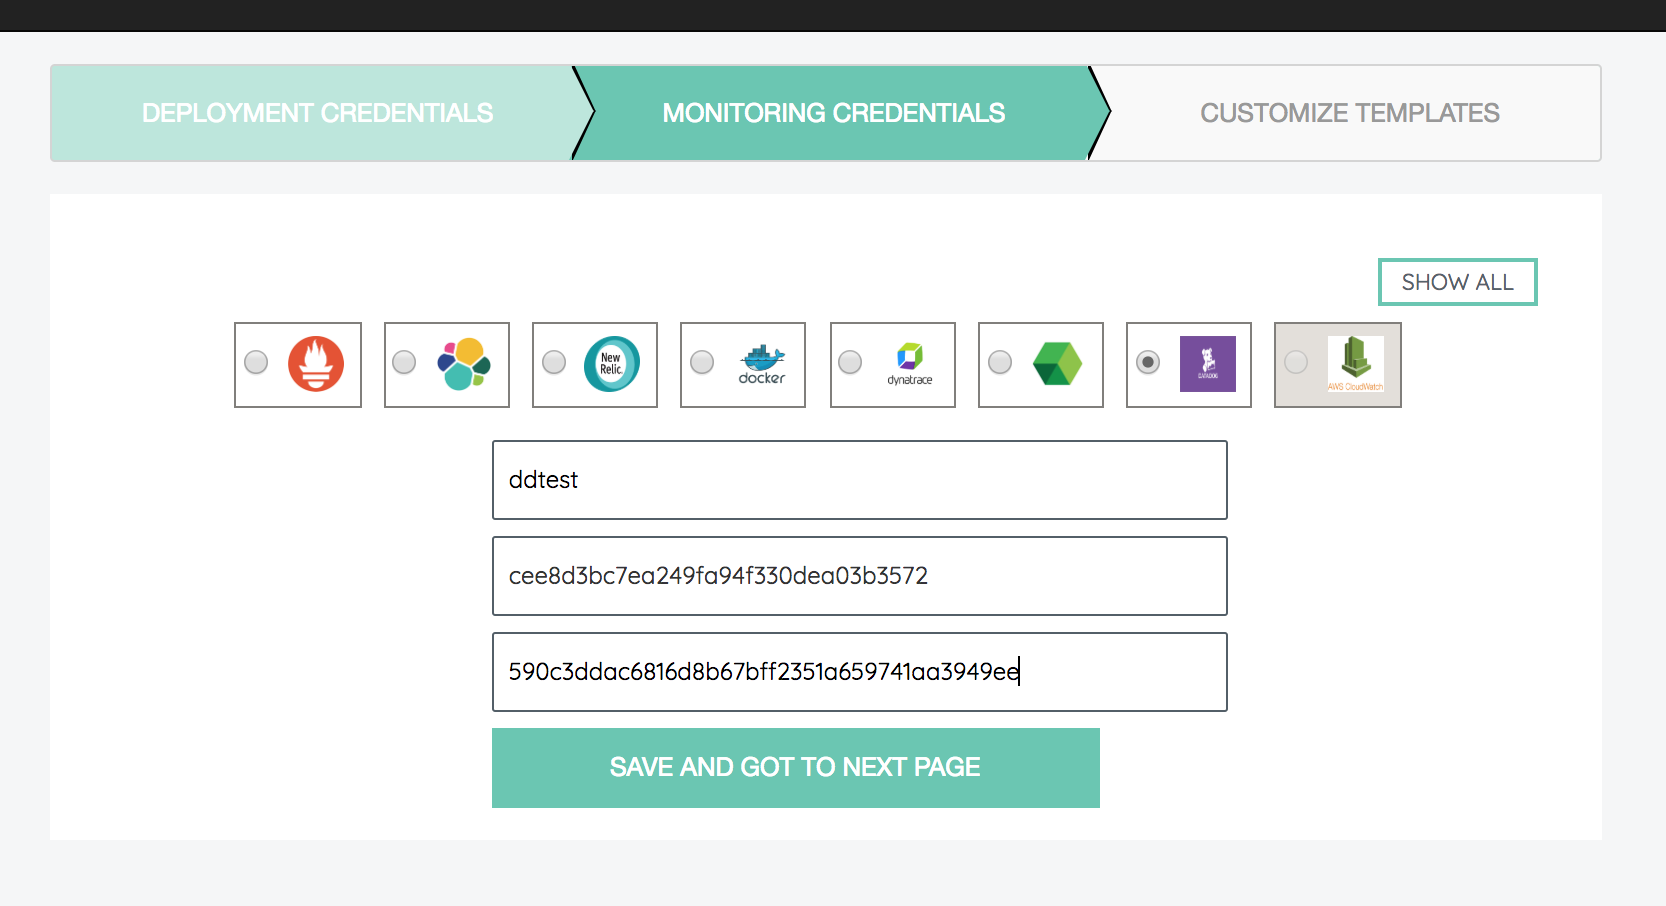 DEPLOYMENT CREDENTIALS
MONITORING CREDENTIALS
CUSTOMIZE TEMPLATES
SHOW ALL
New
Relic.
docker
dynatrace
DATADOG
AWS CloudWatch
ddtest
cee8d3bc7ea249fa94f330dea03b3572
590c3ddac6816d8b67bff2351a659741aa3949ee
SAVE AND GOT TO NEXT PAGE